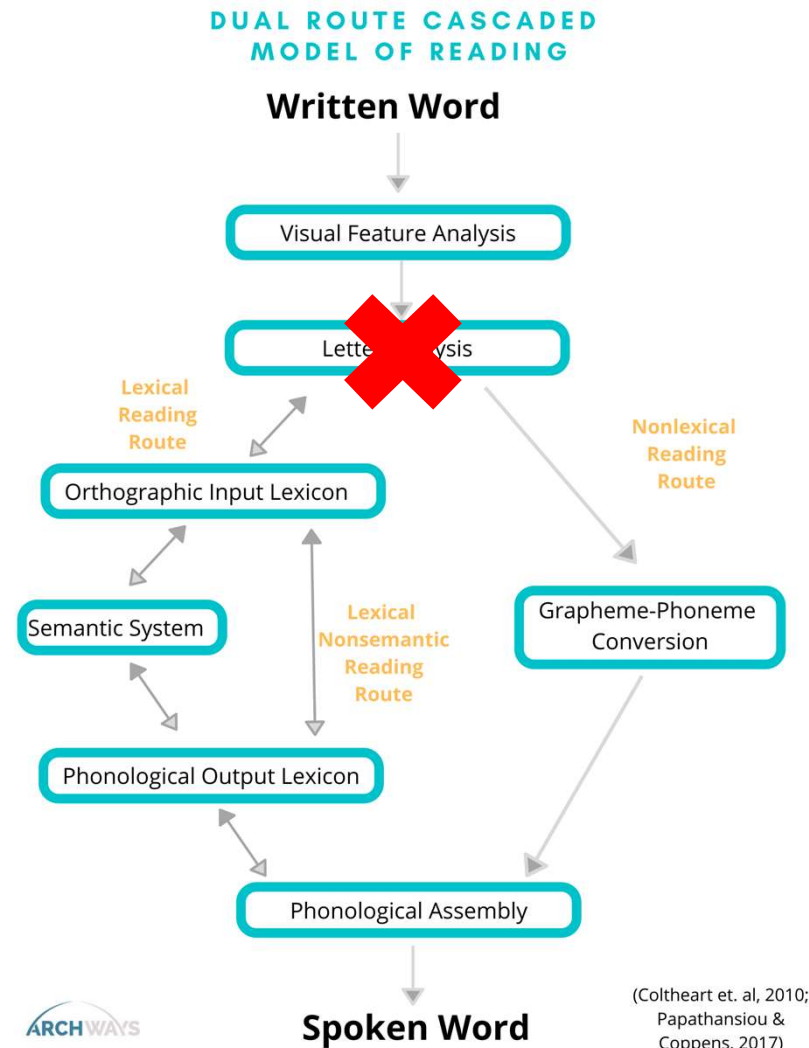 DUAL ROUTE CASCADED
MODEL OF READING
Written Word
Visual Feature Analysis
Lexical
Reading
Route
Nonlexical
Reading
Route
Orthographic Input Lexicon
Semantic System
Lexical
Nonsemantic
Reading
Route
Grapheme-Phoneme
Conversion
Phonological Output Lexicon
Phonological Assembly
Spoken Word
ARCHWAYS
(Coltheart et. al, 2010;
Papathansiou &
Coppens, 2017)